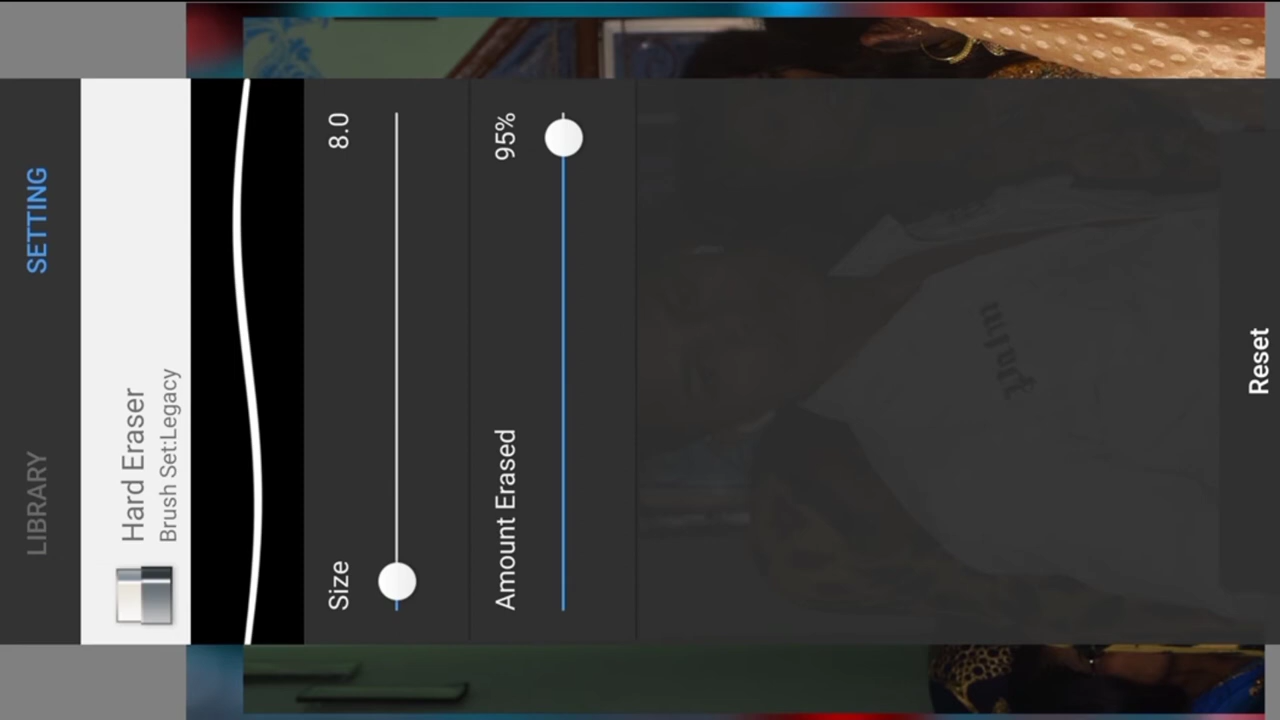 LIBRARY
SETTING
Hard Eraser
Brush Set:Legacy
Size
8.0
Amount Erased
95%
Reset